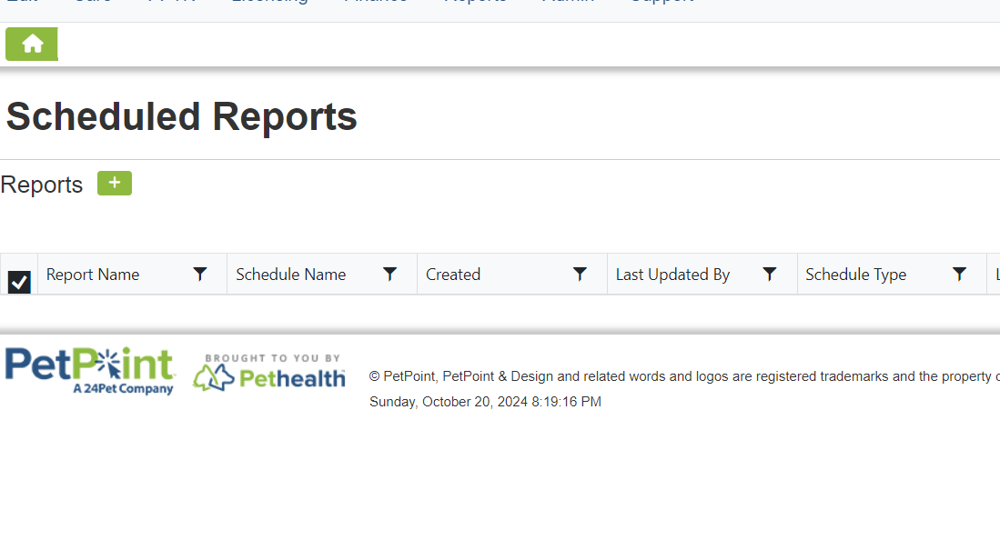 Edit Care PPTN Licensing Finance Reports Admin Support
Scheduled Reports
Reports +
Report Name Schedule Name Created Last Updated By Schedule Type
PetPoint
A 24Pet Company
BROUGHT TO YOU BY
Pethealth
© PetPoint, PetPoint & Design and related words and logos are registered trademarks and the property
Sunday, October 20, 2024 8:19:16 PM